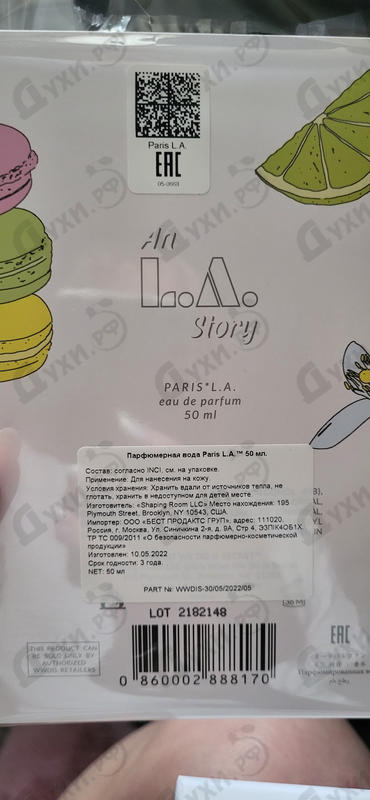 Paris L.A.
EAC
05-0993
An
L.A.
Story
PARIS*L.A.
eau de parfum
50 ml
Парфюмерная вода Paris L.A.™ 50 мл.
Состав: согласно INCI, см. на упаковке.
Применение: Для нанесения на кожу
Условия хранения: Хранить вдали от источников тепла, не
глотать, хранить в недоступном для детей месте
Изготовитель: «Shaping Room LLC» Место нахождения: 195
Plymouth Street, Brooklyn, NY 10543, США
Импортер: ООО «БЕСТ ПРОДАКТС ГРУП», адрес: 111020,
Россия, г. Москва, Ул. Синичкина 2-я, д. 9А, Стр 4, ЭЭПIК4ОБ1Х
ТР ТС 009/2011 «О безопасности парфюмерно-косметической
продукции»
Изготовлен: 10.05.2022
Срок годности: 3 года.
NET: 50 мл
PART №: WWDIS-30/05/2022/05
LOT 2182148
THIS PRODUCT CAN
BE SOLD ONLY BY
AUTHORIZED
WWDIS RETAILERS
EAC
0 860002 888170
ДУХИ.РФ